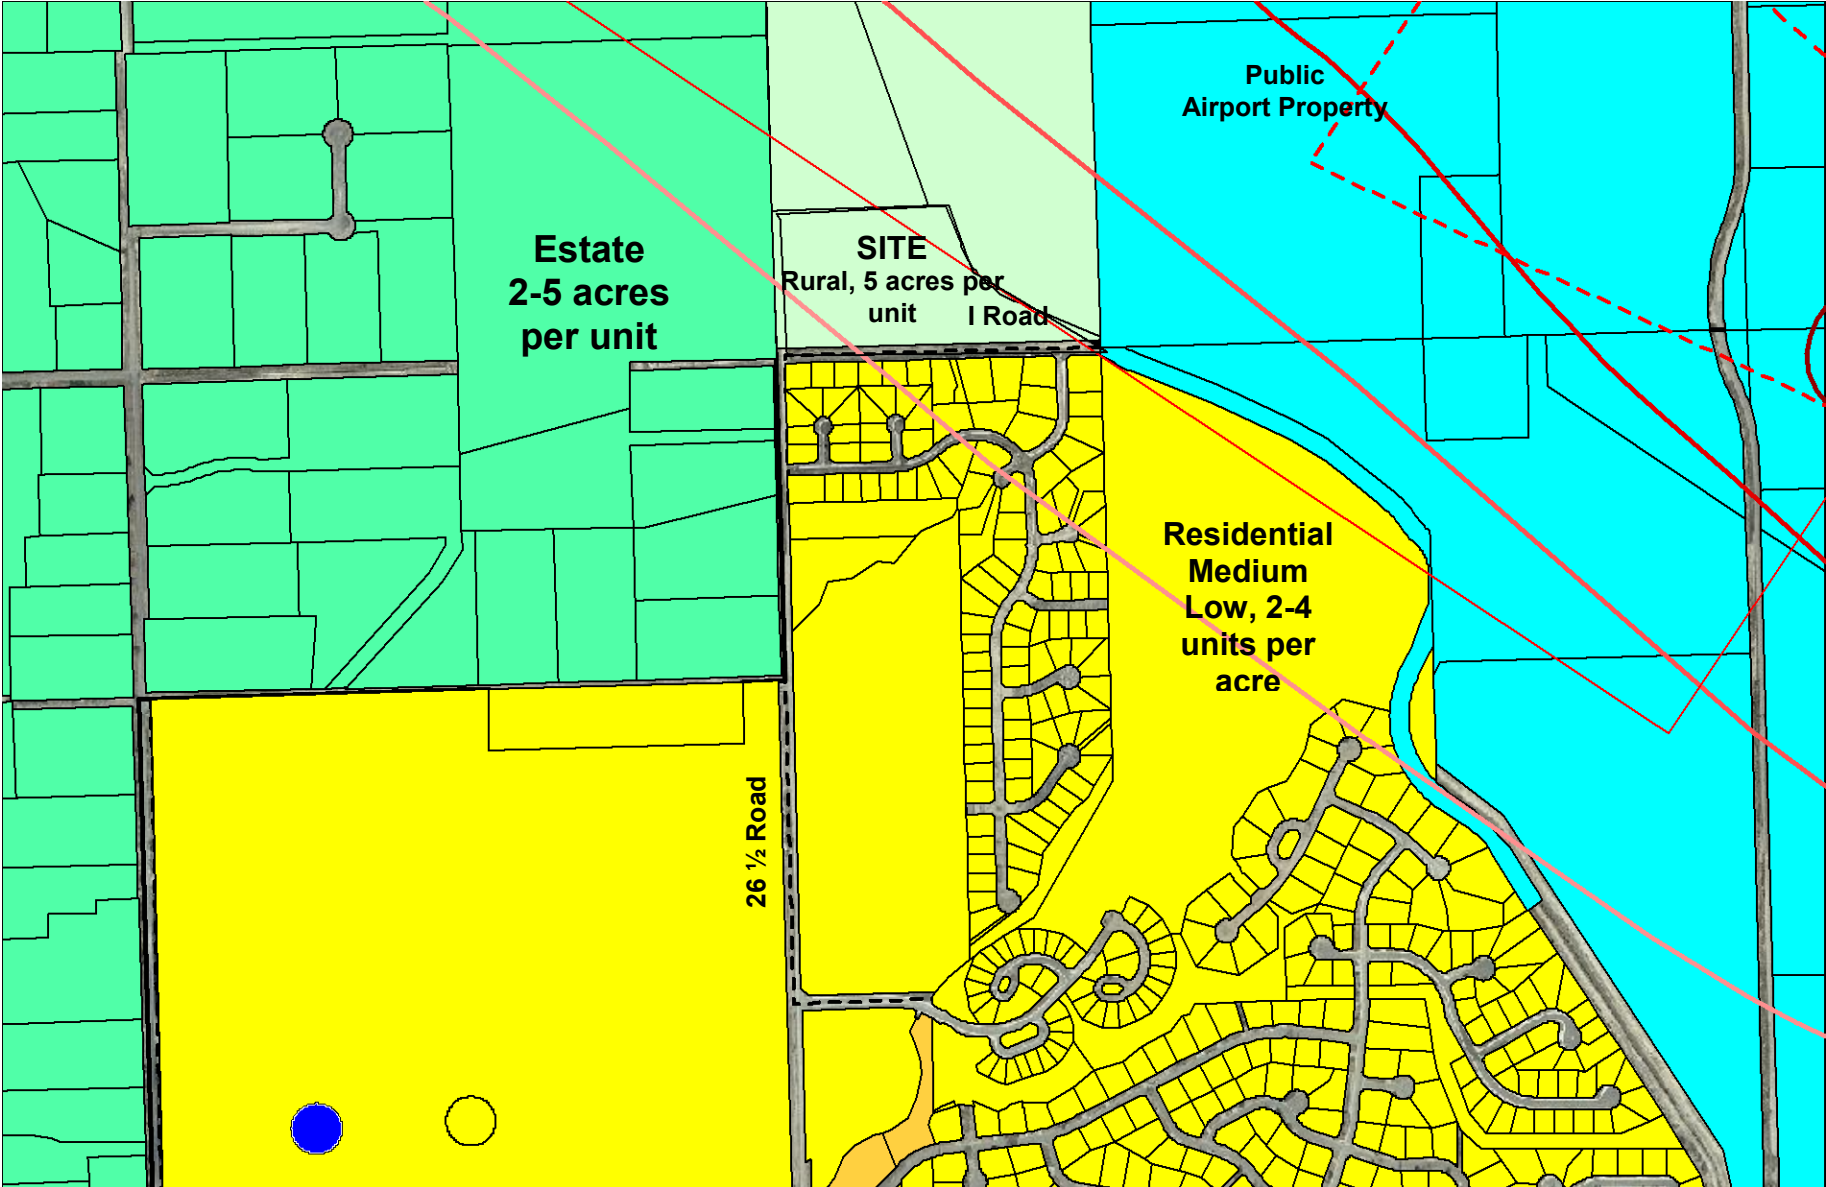 Public
Airport Property
Estate
2-5 acres
per unit
SITE
Rural, 5 acres per
unit
I Road
Residential
Medium
Low, 2-4
units per
acre
26 ½ Road